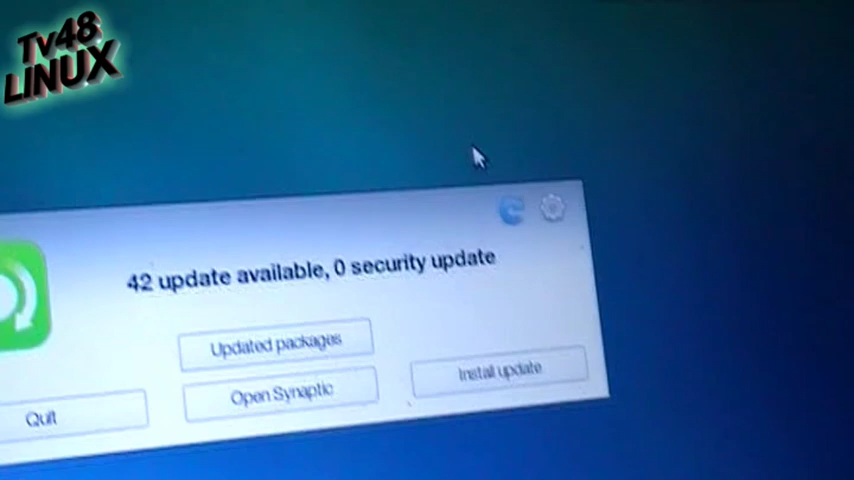 Tv48
LINUX
42 update available, 0 security update
Updated packages
Install update
Open Synaptic
Quit